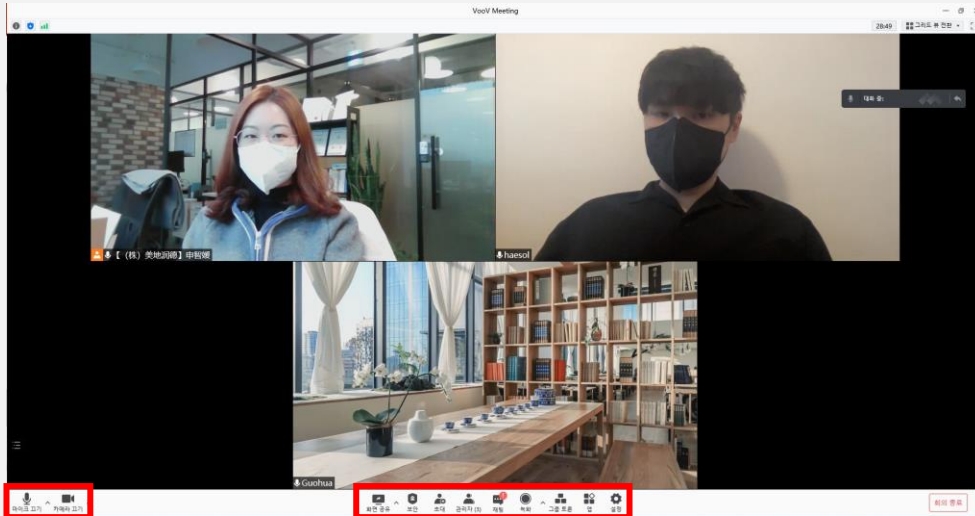 VooV Meeting
28:49 그리드 뷰 전환
대화 중:
【（株）美地润德】申智媛
haesol
Guohua
마이크 끄기 카메라 끄기 화면 공유 보안 초대 관리자 (3) 채팅 녹화 그룹 토론 앱 설정 회의 종료